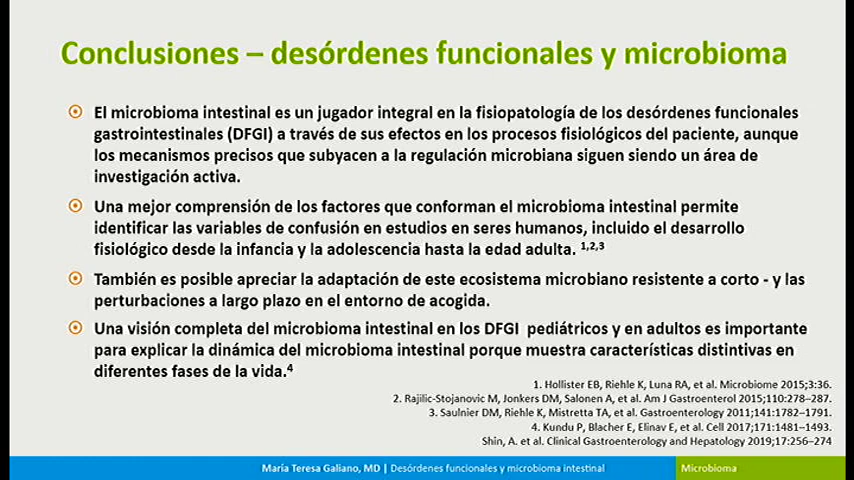 Conclusiones – desórdenes funcionales y microbioma
El microbioma intestinal es un jugador integral en la fisiopatología de los desórdenes funcionales
gastrointestinales (DFGI) a través de sus efectos en los procesos fisiológicos del paciente, aunque
los mecanismos precisos que subyacen a la regulación microbiana siguen siendo un área de
investigación activa.
Una mejor comprensión de los factores que conforman el microbioma intestinal permite
identificar las variables de confusión en estudios en seres humanos, incluido el desarrollo
fisiológico desde la infancia y la adolescencia hasta la edad adulta. 1,2,3
También es posible apreciar la adaptación de este ecosistema microbiano resistente a corto - y las
perturbaciones a largo plazo en el entorno de acogida.
Una visión completa del microbioma intestinal en los DFGI pediátricos y en adultos es importante
para explicar la dinámica del microbioma intestinal porque muestra características distintivas en
diferentes fases de la vida.4
1. Hollister EB, Riehle K, Luna RA, et al. Microbiome 2015;3:36.
2. Rajilic-Stojanovic M, Jonkers DM, Salonen A, et al. Am J Gastroenterol 2015;110:278–287.
3. Saulnier DM, Riehle K, Mistretta TA, et al. Gastroenterology 2011;141:1782–1791.
4. Kundu P, Blacher E, Elinav E, et al. Cell 2017;171:1481–1493.
Shin, A. et al. Clinical Gastroenterology and Hepatology 2019;17:256–274
María Teresa Galiano, MD | Desórdenes funcionales y microbioma intestinal
Microbioma